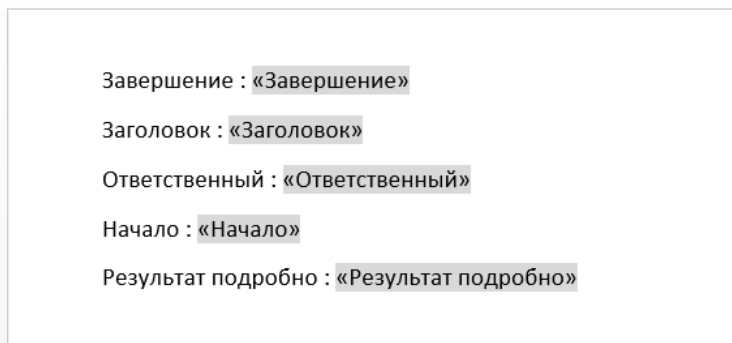 Завершение : «Завершение»
Заголовок : «Заголовок»
Ответственный : «Ответственный»
Начало : «Начало»
Результат подробно : «Результат подробно»